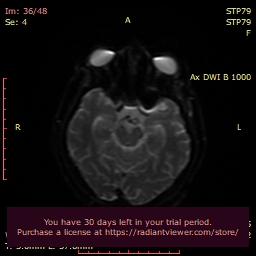 Im: 36/48
STP79
Se: 4
A
STP79
F
Ax DWI B 1000
R
L
You have 30 days left in your trial period.
Purchase a license at https://radiantviewer.com/store/